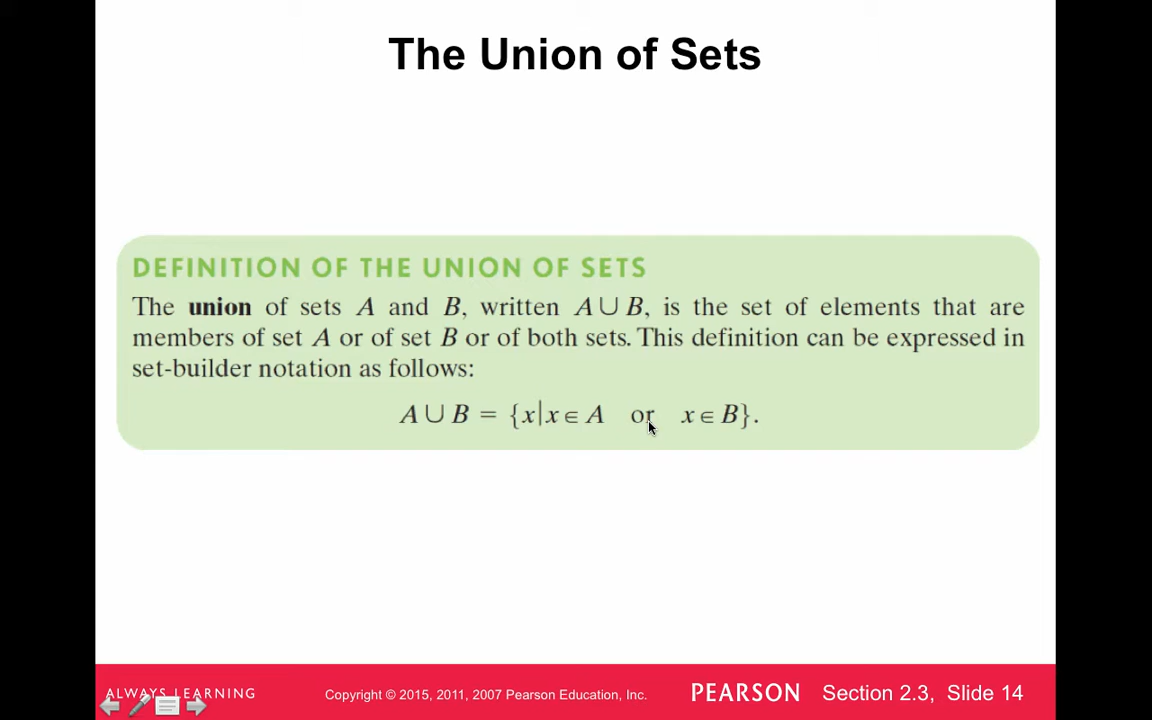 The Union of Sets
DEFINITION OF THE UNION OF SETS
The union of sets A and B, written A ∪ B, is the set of elements that are
members of set A or of set B or of both sets. This definition can be expressed in
set-builder notation as follows:
A ∪ B = {x|x ∈ A or x ∈ B}.
ALWAYS LEARNING
Copyright © 2015, 2011, 2007 Pearson Education, Inc.
PEARSON
Section 2.3, Slide 14